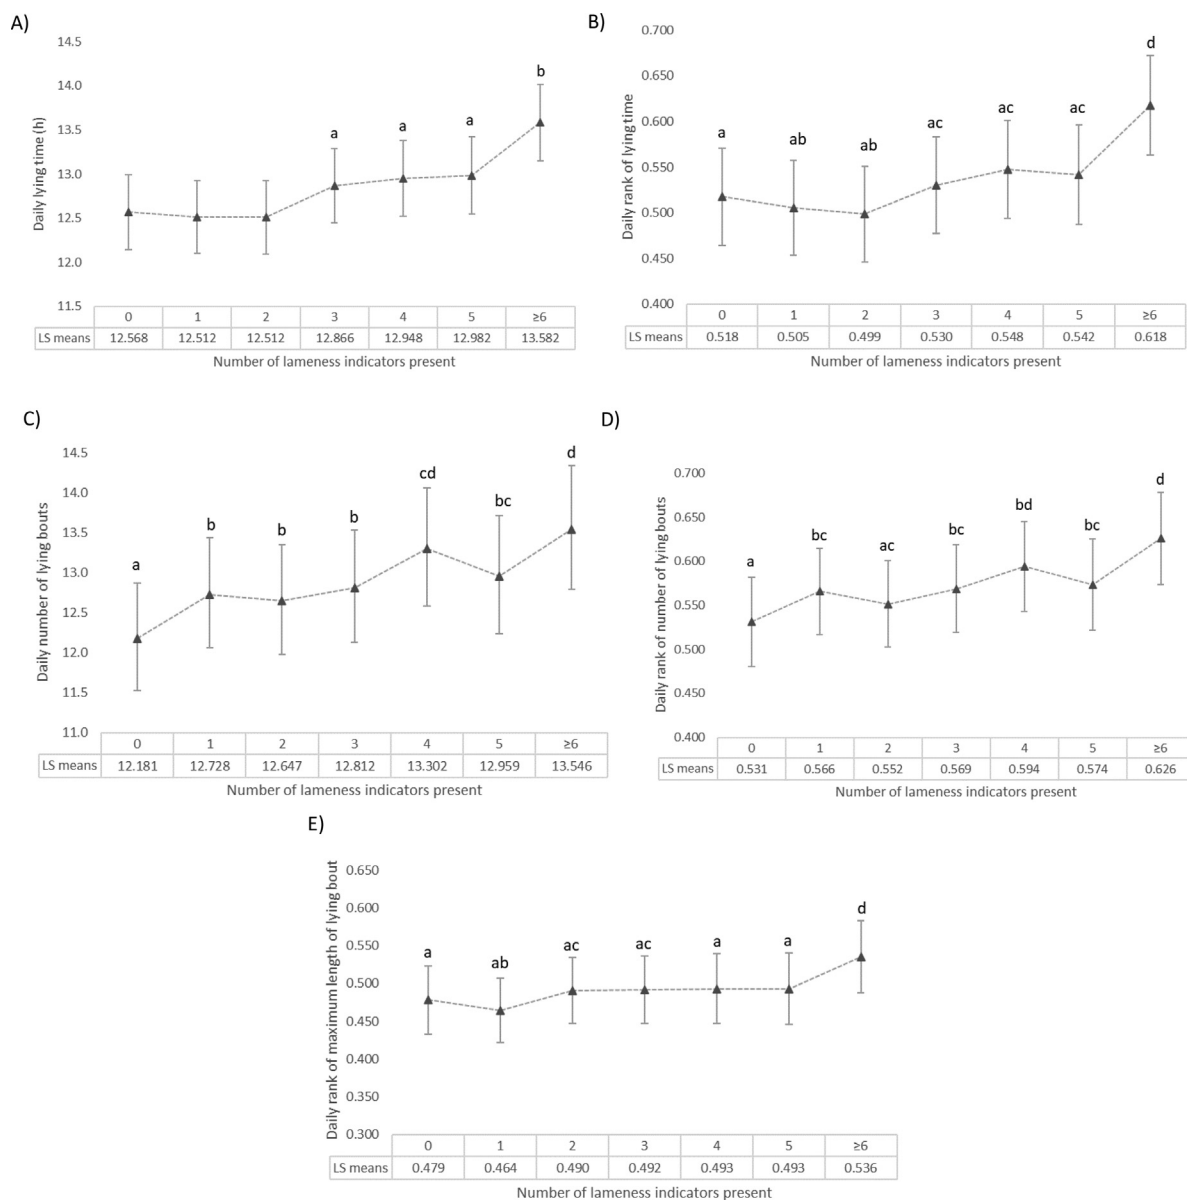 A)
Daily lying time (h)
14.5
14.0
13.5
13.0
12.5
12.0
11.5
a a a b
0 1 2 3 4 5 ≥6
LS means 12.568 12.512 12.512 12.866 12.948 12.982 13.582
Number of lameness indicators present
B)
Daily rank of lying time
0.700
0.650
0.600
0.550
0.500
0.450
0.400
a ab ab ac ac ac d
0 1 2 3 4 5 ≥6
LS means 0.518 0.505 0.499 0.530 0.548 0.542 0.618
Number of lameness indicators present
C)
Daily number of lying bouts
14.5
14.0
13.5
13.0
12.5
12.0
11.5
11.0
a b b b cd bc d
0 1 2 3 4 5 ≥6
LS means 12.181 12.728 12.647 12.812 13.302 12.959 13.546
Number of lameness indicators present
D)
Daily rank of number of lying bouts
0.700
0.650
0.600
0.550
0.500
0.450
0.400
a bc ac bc bd bc d
0 1 2 3 4 5 ≥6
LS means 0.531 0.566 0.552 0.569 0.594 0.574 0.626
Number of lameness indicators present
E)
Daily rank of maximum length of lying bout
0.650
0.600
0.550
0.500
0.450
0.400
0.350
0.300
a ab ac ac a a d
0 1 2 3 4 5 ≥6
LS means 0.479 0.464 0.490 0.492 0.493 0.493 0.536
Number of lameness indicators present